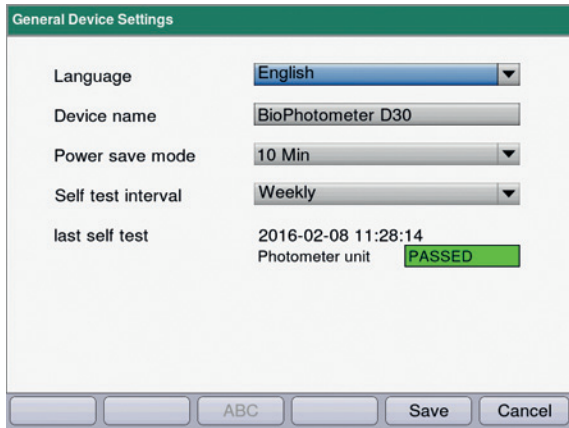 General Device Settings
Language English
Device name BioPhotometer D30
Power save mode 10 Min
Self test interval Weekly
last self test 2016-02-08 11:28:14
Photometer unit PASSED
ABC Save Cancel